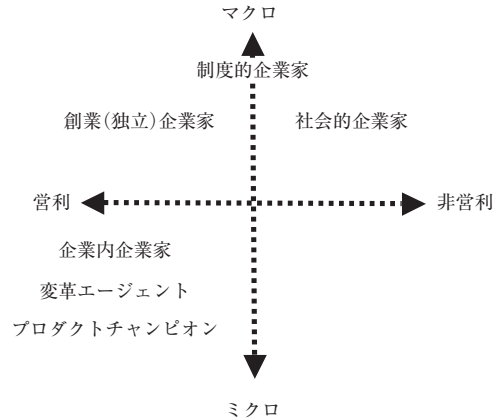 マクロ
制度的企業家
創業(独立)企業家
社会的企業家
営利
非営利
企業内企業家
変革エージェント
プロダクトチャンピオン
ミクロ